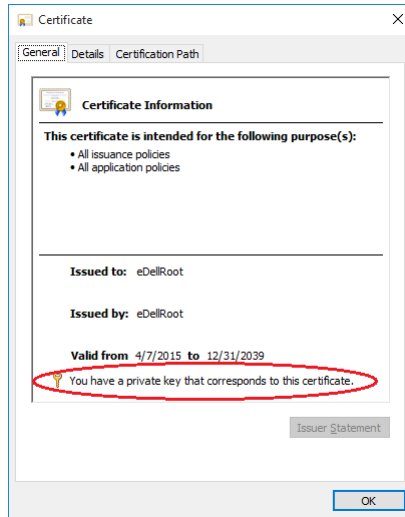 Certificate
General Details Certification Path
Certificate Information
This certificate is intended for the following purpose(s):
• All issuance policies
• All application policies
Issued to: eDellRoot
Issued by: eDellRoot
Valid from 4/7/2015 to 12/31/2039
You have a private key that corresponds to this certificate.
Issuer Statement
OK